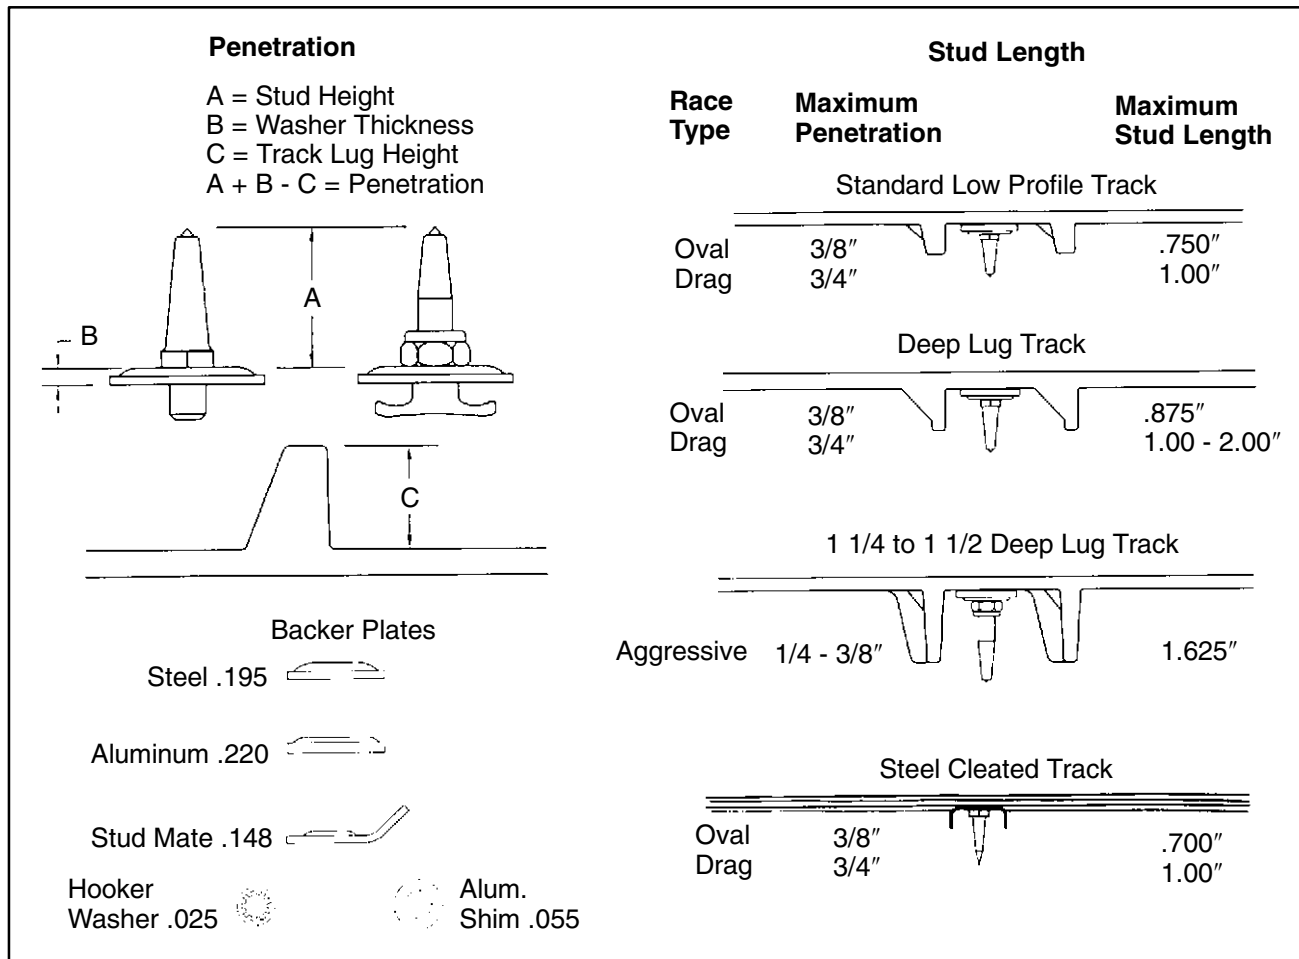 Penetration
A = Stud Height
B = Washer Thickness
C = Track Lug Height
A + B - C = Penetration
A
B
C
Backer Plates
Steel .195
Aluminum .220
Stud Mate .148
Hooker
Washer .025
Alum.
Shim .055
Stud Length
Race Type
Maximum Penetration
Maximum Stud Length
Standard Low Profile Track
Oval 3/8″ .750″
Drag 3/4″ 1.00″
Deep Lug Track
Oval 3/8″ .875″
Drag 3/4″ 1.00 - 2.00″
1 1/4 to 1 1/2 Deep Lug Track
Aggressive 1/4 - 3/8″ 1.625″
Steel Cleated Track
Oval 3/8″ .700″
Drag 3/4″ 1.00″